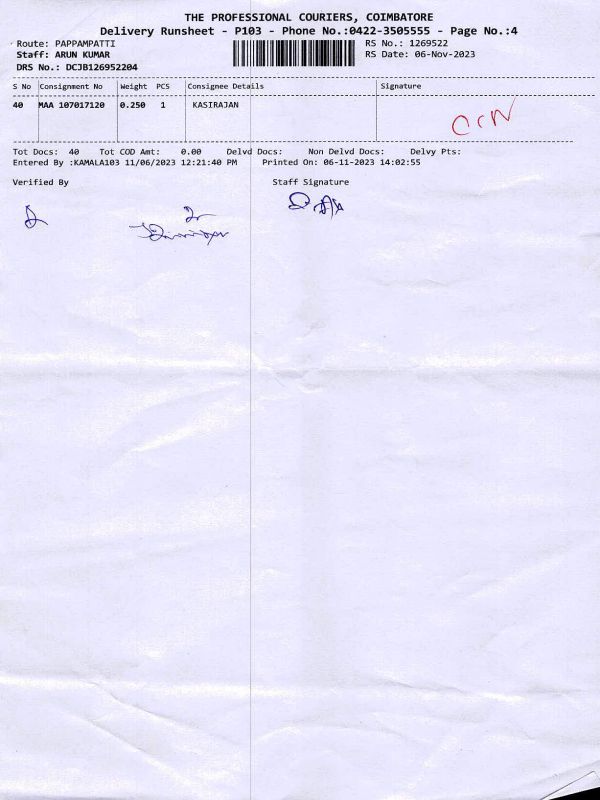 THE PROFESSIONAL COURIERS, COIMBATORE
Delivery Runsheet - P103 - Phone No.:0422-3505555 - Page No.:4
Route: PAPPAMPATTI RS No.: 1269522
Staff: ARUN KUMAR RS Date: 06-Nov-2023
DRS No.: DCJB126952204
S No Consignment No Weight PCS Consignee Details Signature
40 MAA 107017120 0.250 1 KASIRAJAN
Tot Docs: 40 Tot COD Amt: 0.00 Delvd Docs: Non Delvd Docs: Delvy Pts:
Entered By :KAMALA103 11/06/2023 12:21:40 PM Printed On: 06-11-2023 14:02:55
Verified By Staff Signature